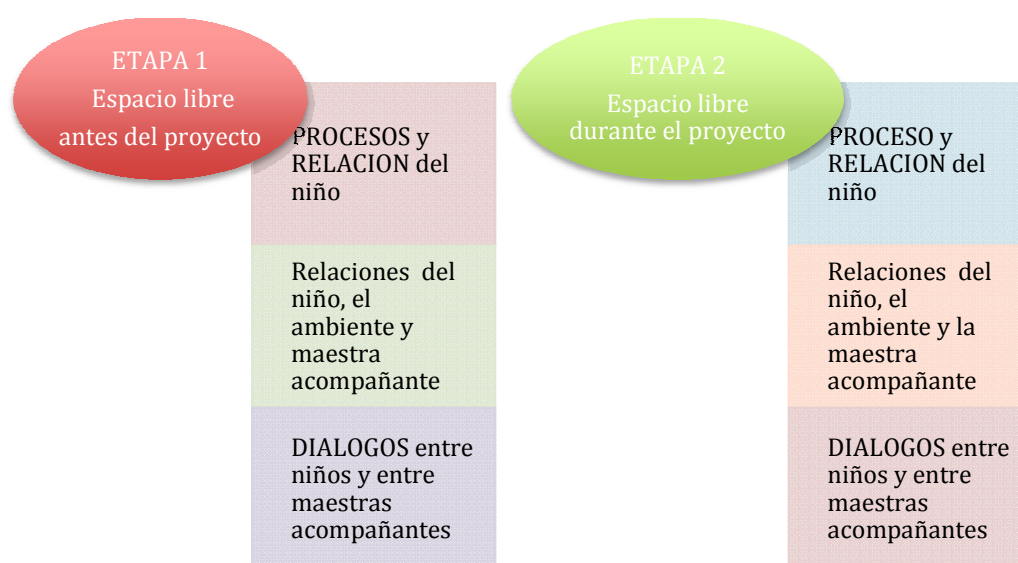 ETAPA 1
Espacio libre
antes del proyecto
PROCESOS y
RELACION del
niño
Relaciones  del
niño, el
ambiente y
maestra
acompañante
DIALOGOS entre
niños y entre
maestras
acompañantes
ETAPA 2
Espacio libre
durante el proyecto
PROCESO y
RELACION del
niño
Relaciones  del
niño, el
ambiente y la
maestra
acompañante
DIALOGOS entre
niños y entre
maestras
acompañantes